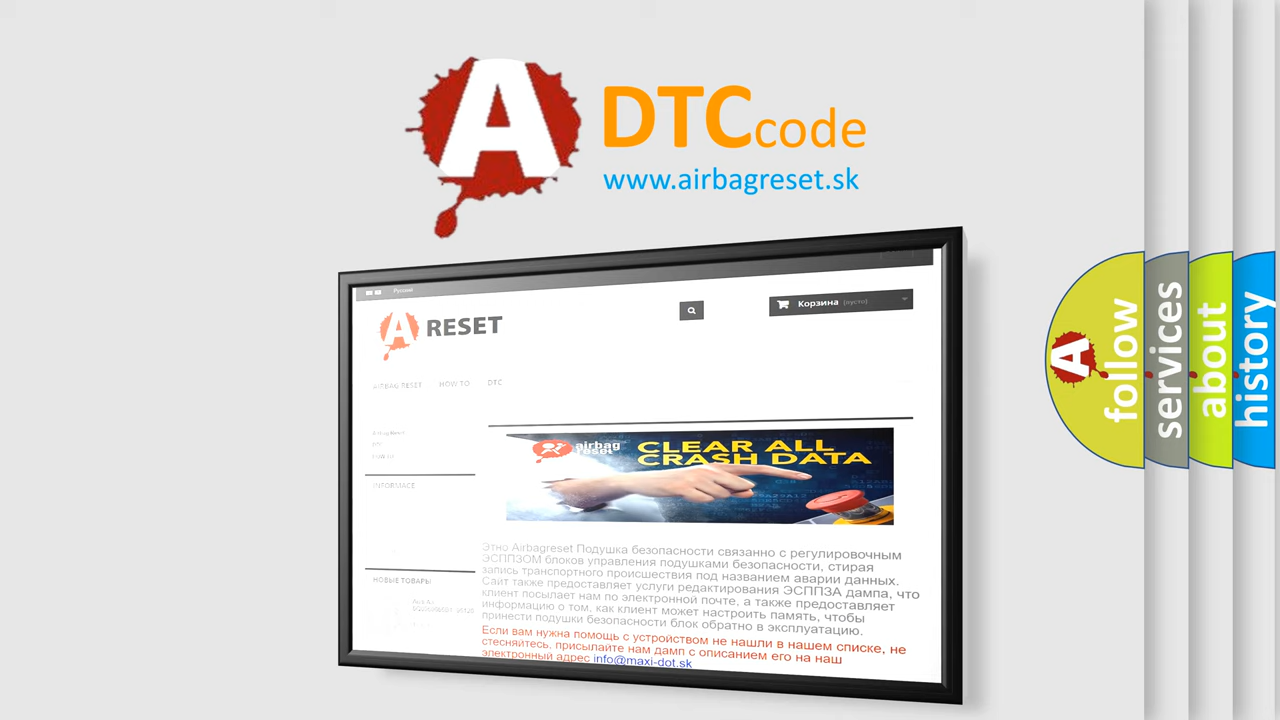 A
DTCcode
www.airbagreset.sk
Русский
A RESET
Корзина (пусто)
AIRBAG RESET HOW TO DTC
INFORMACE
airbag
reset
CLEAR ALL
CRASH DATA
НОВЫЕ ТОВАРЫ
Этно Airbagreset Подушка безопасности связанно с регулировочным
ЭСППЗОМ блоков управления подушками безопасности, стирая
запись транспортного происшествия под названием аварии данных.
Сайт также предоставляет услуги редактирования ЭСППЗА дампа, что
клиент посылает нам по электронной почте, а также предоставляет
информацию о том, как клиент может настроить память, чтобы
принести подушки безопасности блок обратно в эксплуатацию.
Если вам нужна помощь с устройством не нашли в нашем списке, не
стесняйтесь, присылайте нам дамп с описанием его на наш
электронный адрес info@maxi-dot.sk
A
follow
services
about
history